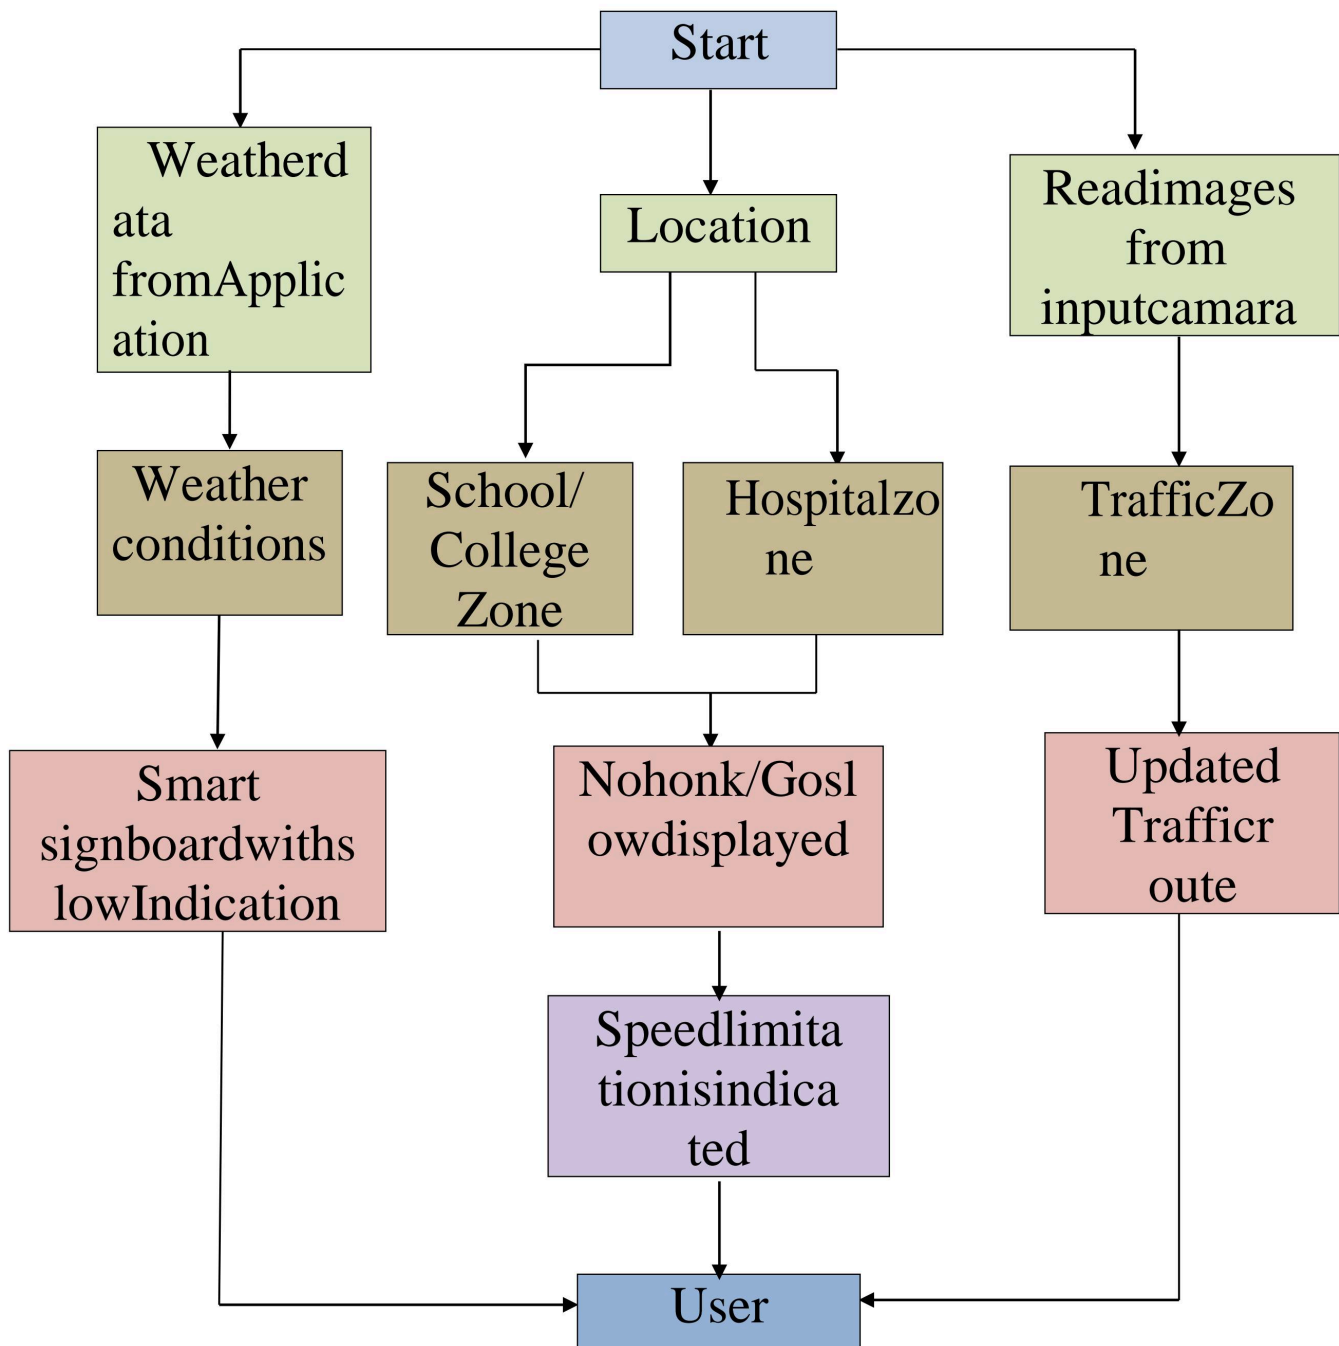 Start
Weatherd
ata
fromApplic
ation
Location
Readimages
from
inputcamara
Weather
conditions
School/
College
Zone
Hospitalzo
ne
TrafficZo
ne
Smart
signboardwiths
lowIndication
Nohonk/Gosl
owdisplayed
Updated
Trafficr
oute
Speedlimita
tionisindica
ted
User